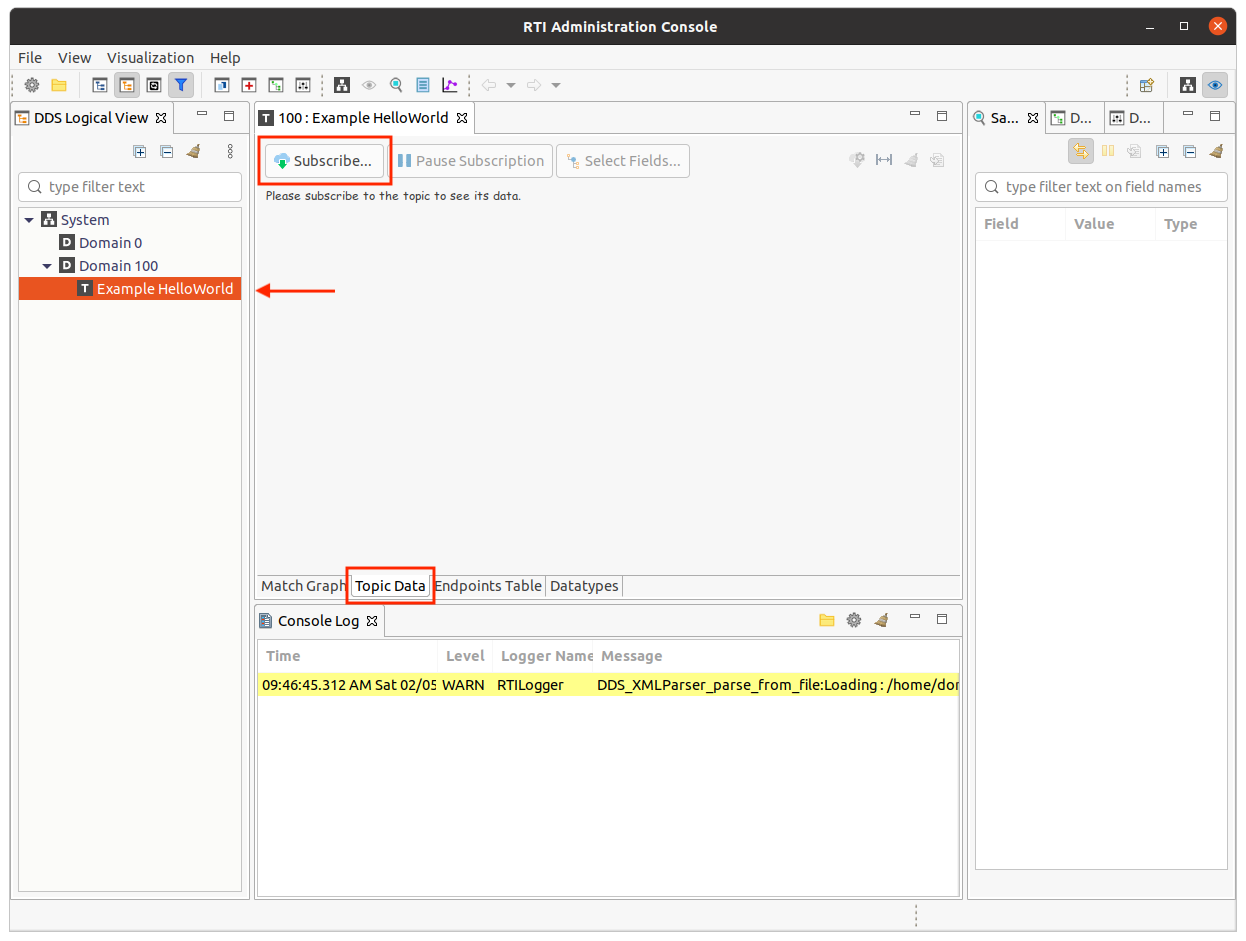 RTI Administration Console
File View Visualization Help
DDS Logical View
type filter text
System
D Domain 0
D Domain 100
T Example HelloWorld
T 100 : Example HelloWorld
Subscribe... Pause Subscription Select Fields...
Please subscribe to the topic to see its data.
Match Graph Topic Data Endpoints Table Datatypes
Console Log
Time Level Logger Name Message
09:46:45.312 AM Sat 02/05 WARN RTILogger DDS_XMLParser_parse_from_file:Loading : /home/dor
Sa... D... D...
type filter text on field names
Field Value Type